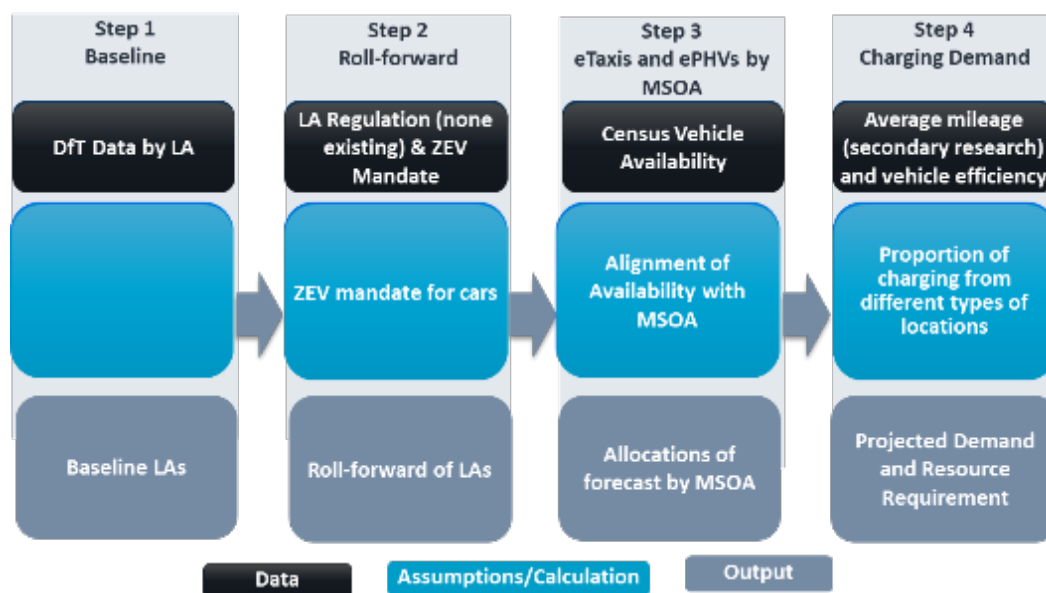 Step 1
Baseline
DfT Data by LA
Baseline LAs
Step 2
Roll-forward
LA Regulation (none
existing) & ZEV
Mandate
ZEV mandate for cars
Roll-forward of LAs
Step 3
eTaxis and ePHVs by
MSOA
Census Vehicle
Availability
Alignment of
Availability with
MSOA
Allocations of
forecast by MSOA
Step 4
Charging Demand
Average mileage
(secondary research)
and vehicle efficiency
Proportion of
charging from
different types of
locations
Projected Demand
and Resource
Requirement
Data
Assumptions/Calculation
Output